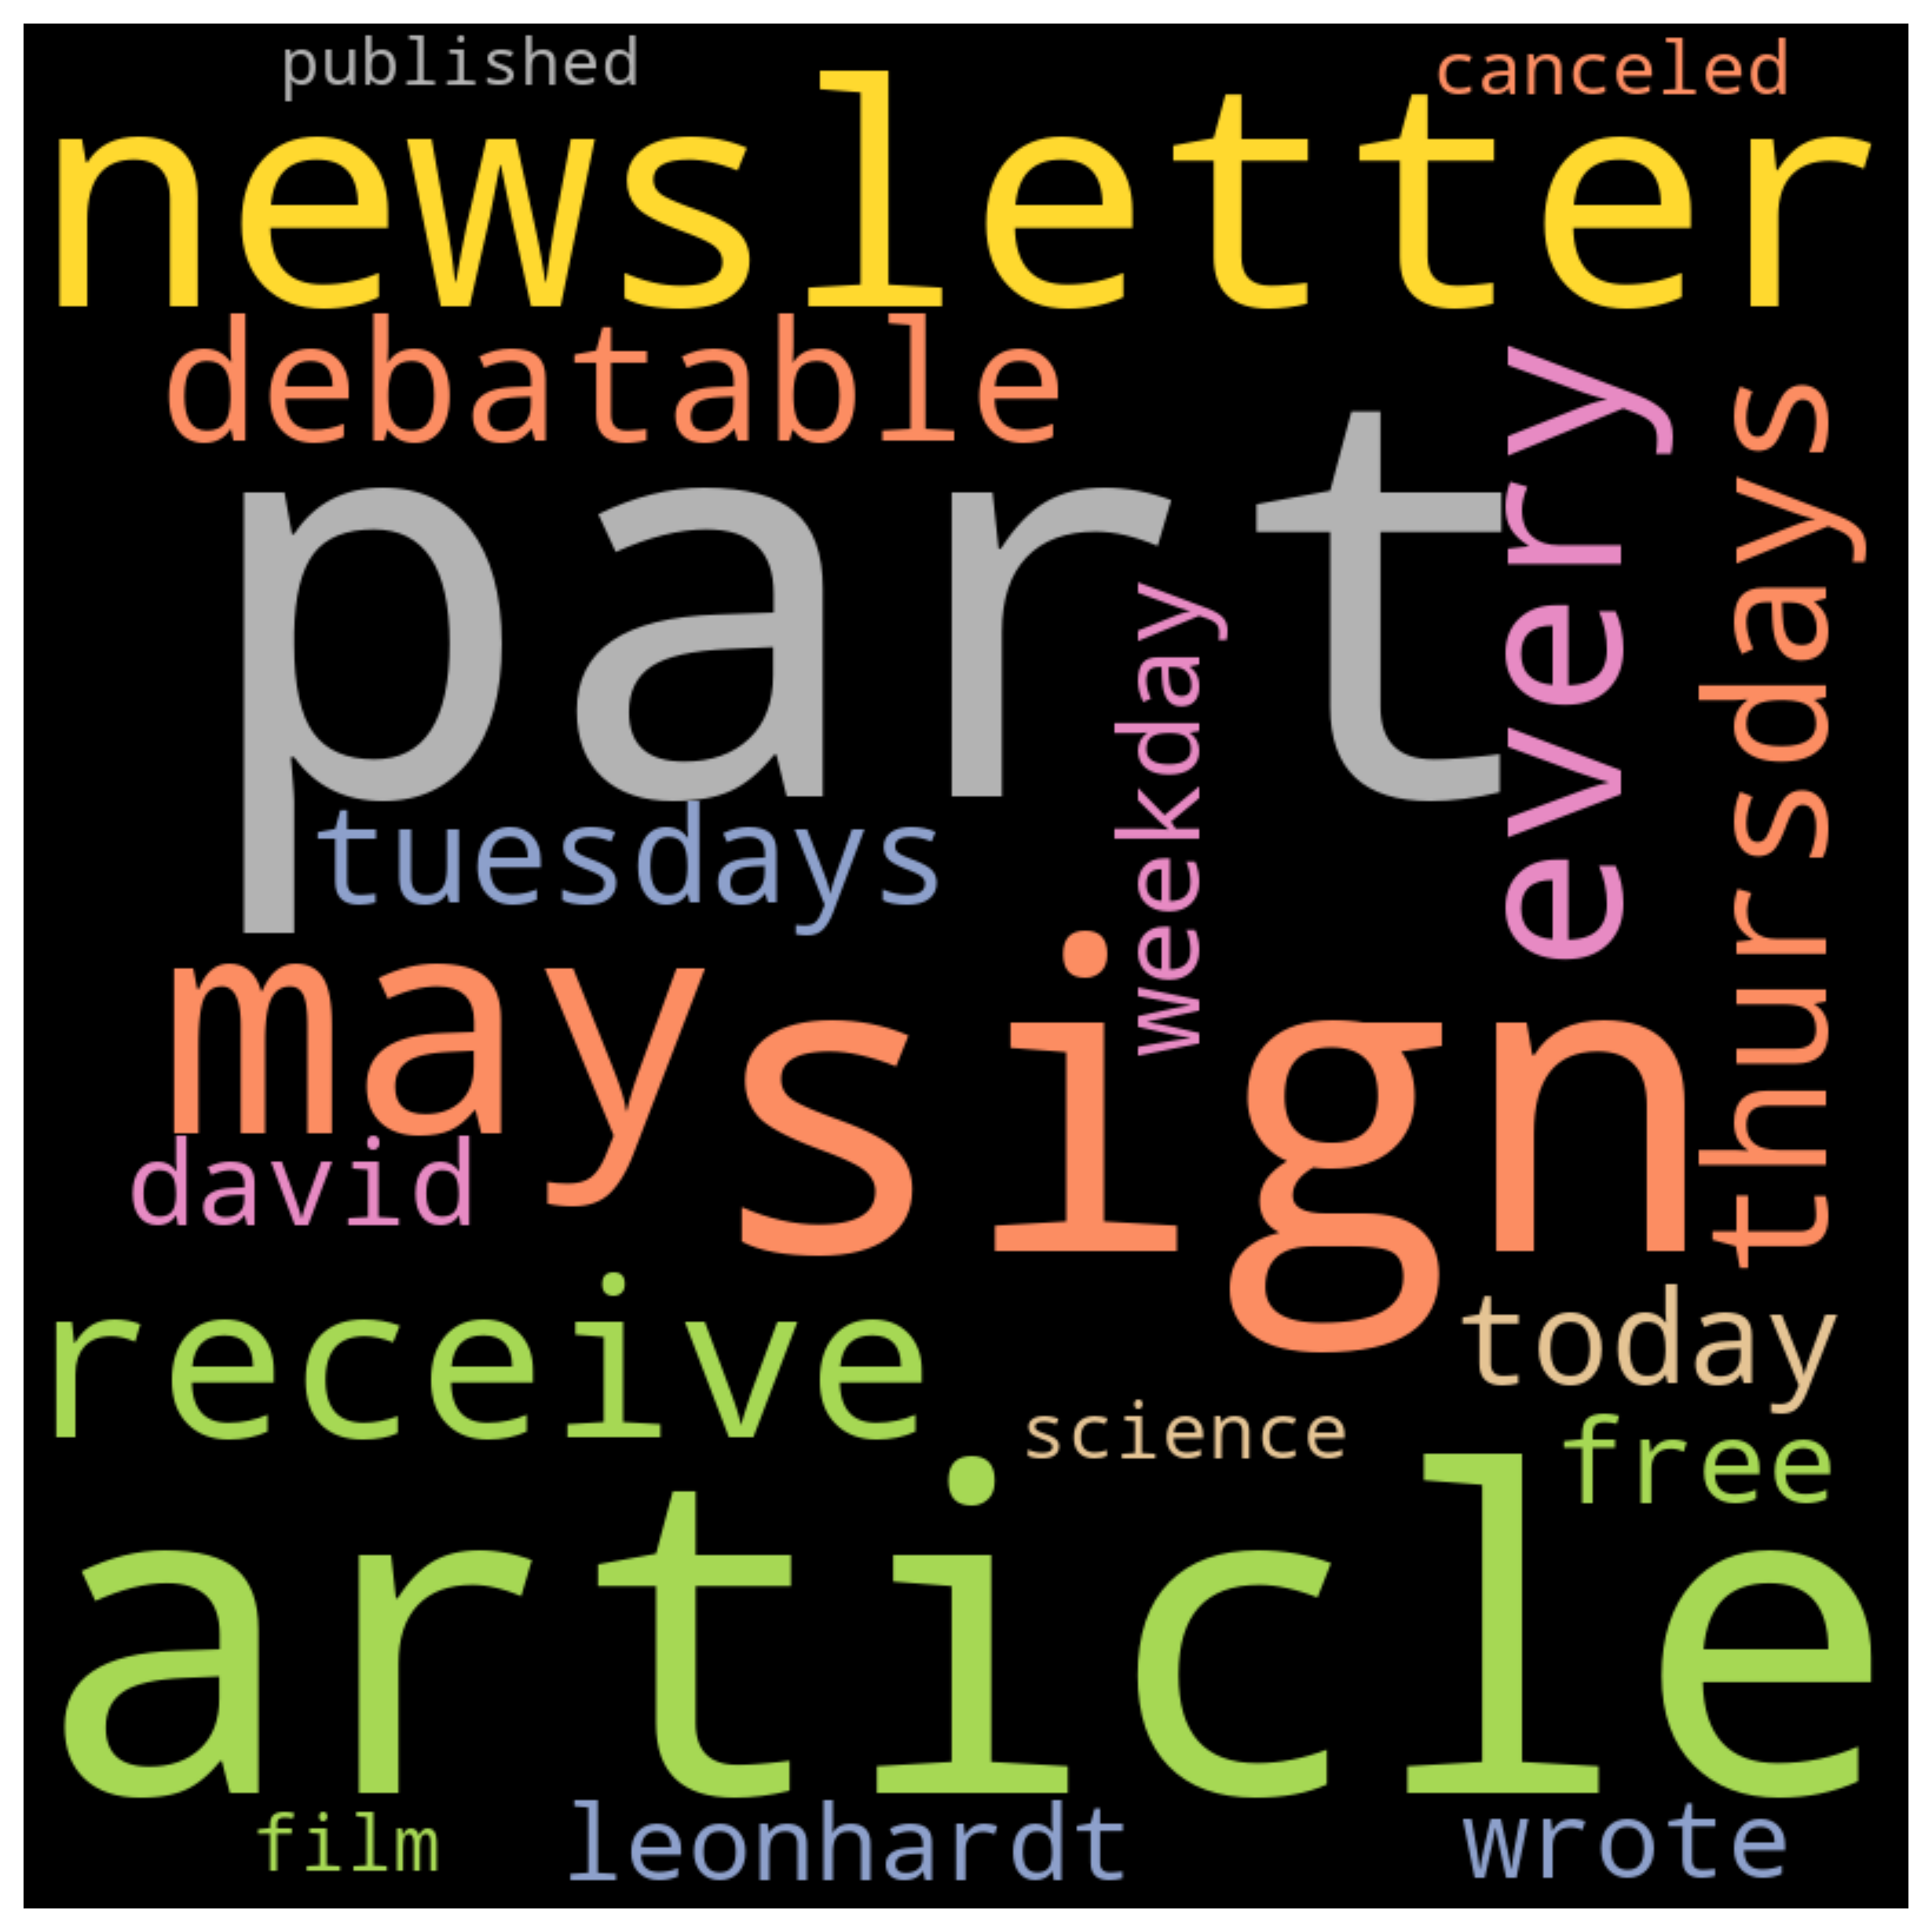 published
canceled
newsletter
debatable
part
every
thursdays
weekday
tuesdays
may
sign
david
receive
today
science
free
article
film
leonhardt
wrote